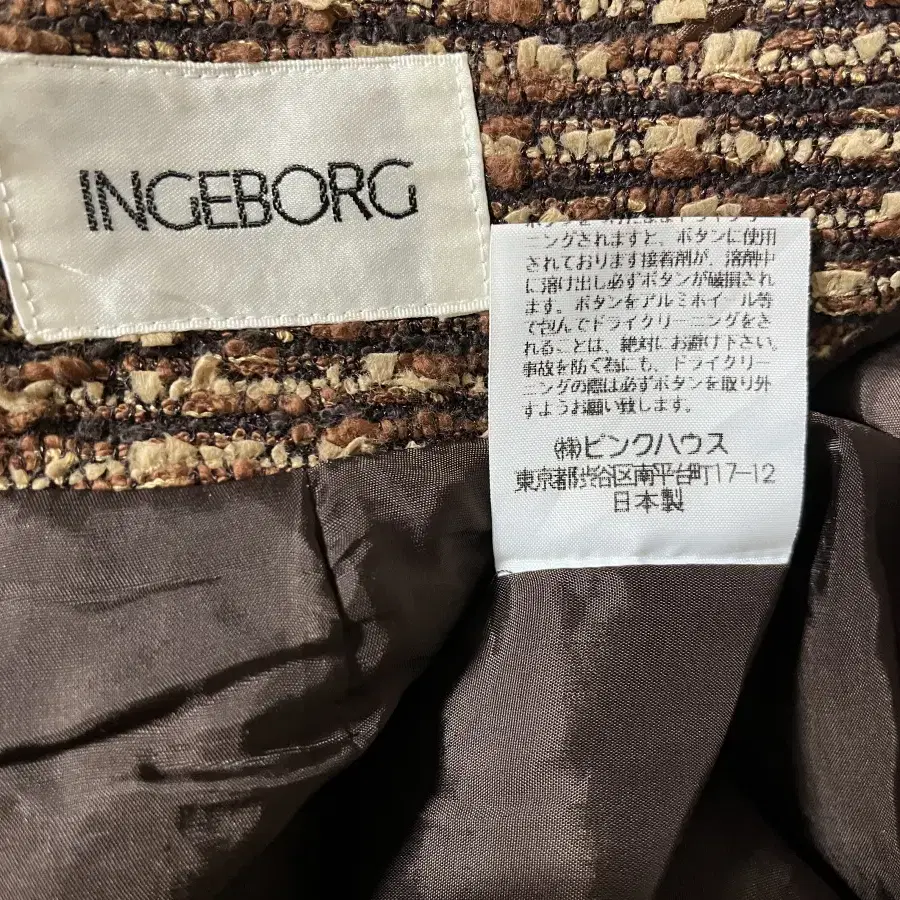 INGEBORG
ニングされますと、ボタンに使用
されております接着剤が、溶剤中
に溶け出し必ずボタンが破損され
ます。ボタンをアルミホイール等
で包んでドライクリーニングをさ
れることは、絶対にお避け下さい。
事故を防ぐ為にも、ドライクリー
ニングの際は必ずボタンを取り外
すようお願い致します。
㈱ピンクハウス
東京都渋谷区南平台町17-12
日本製